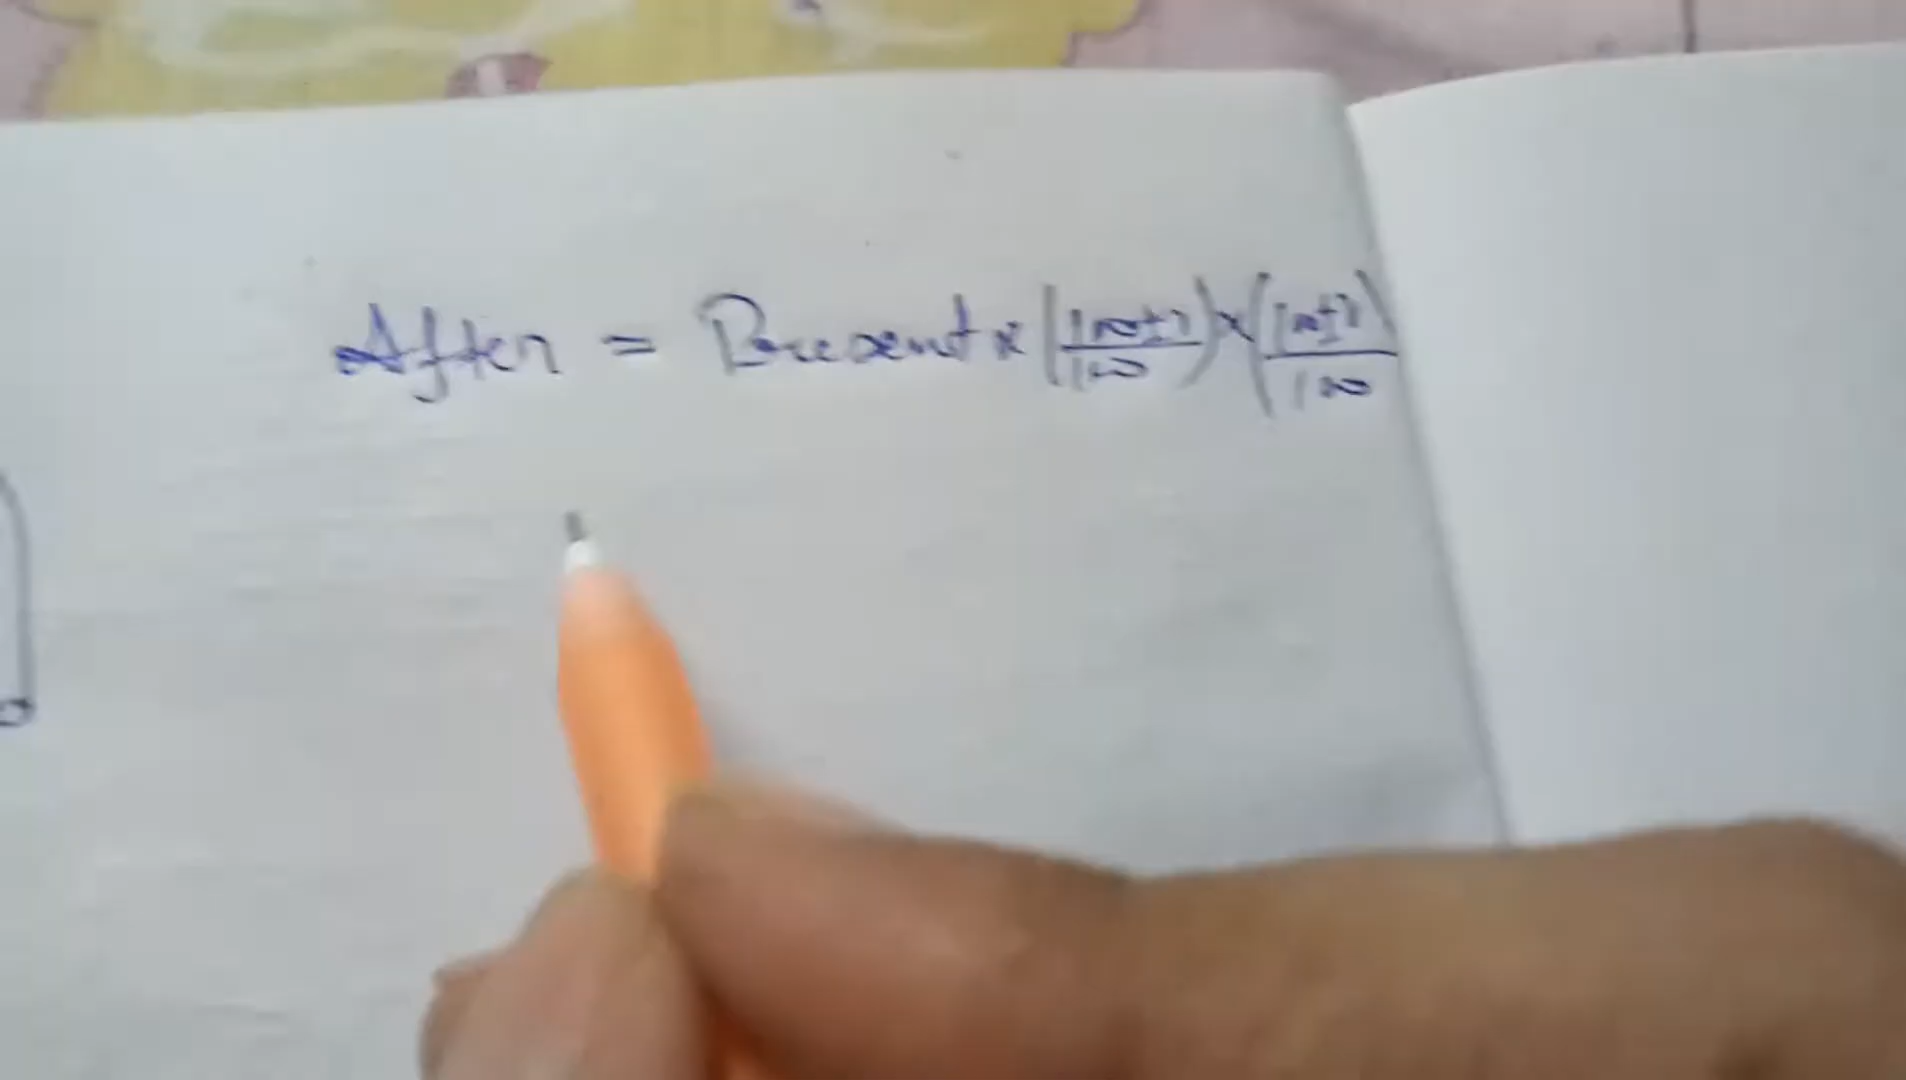 After = Present × (100±r/100) × (100±r/100